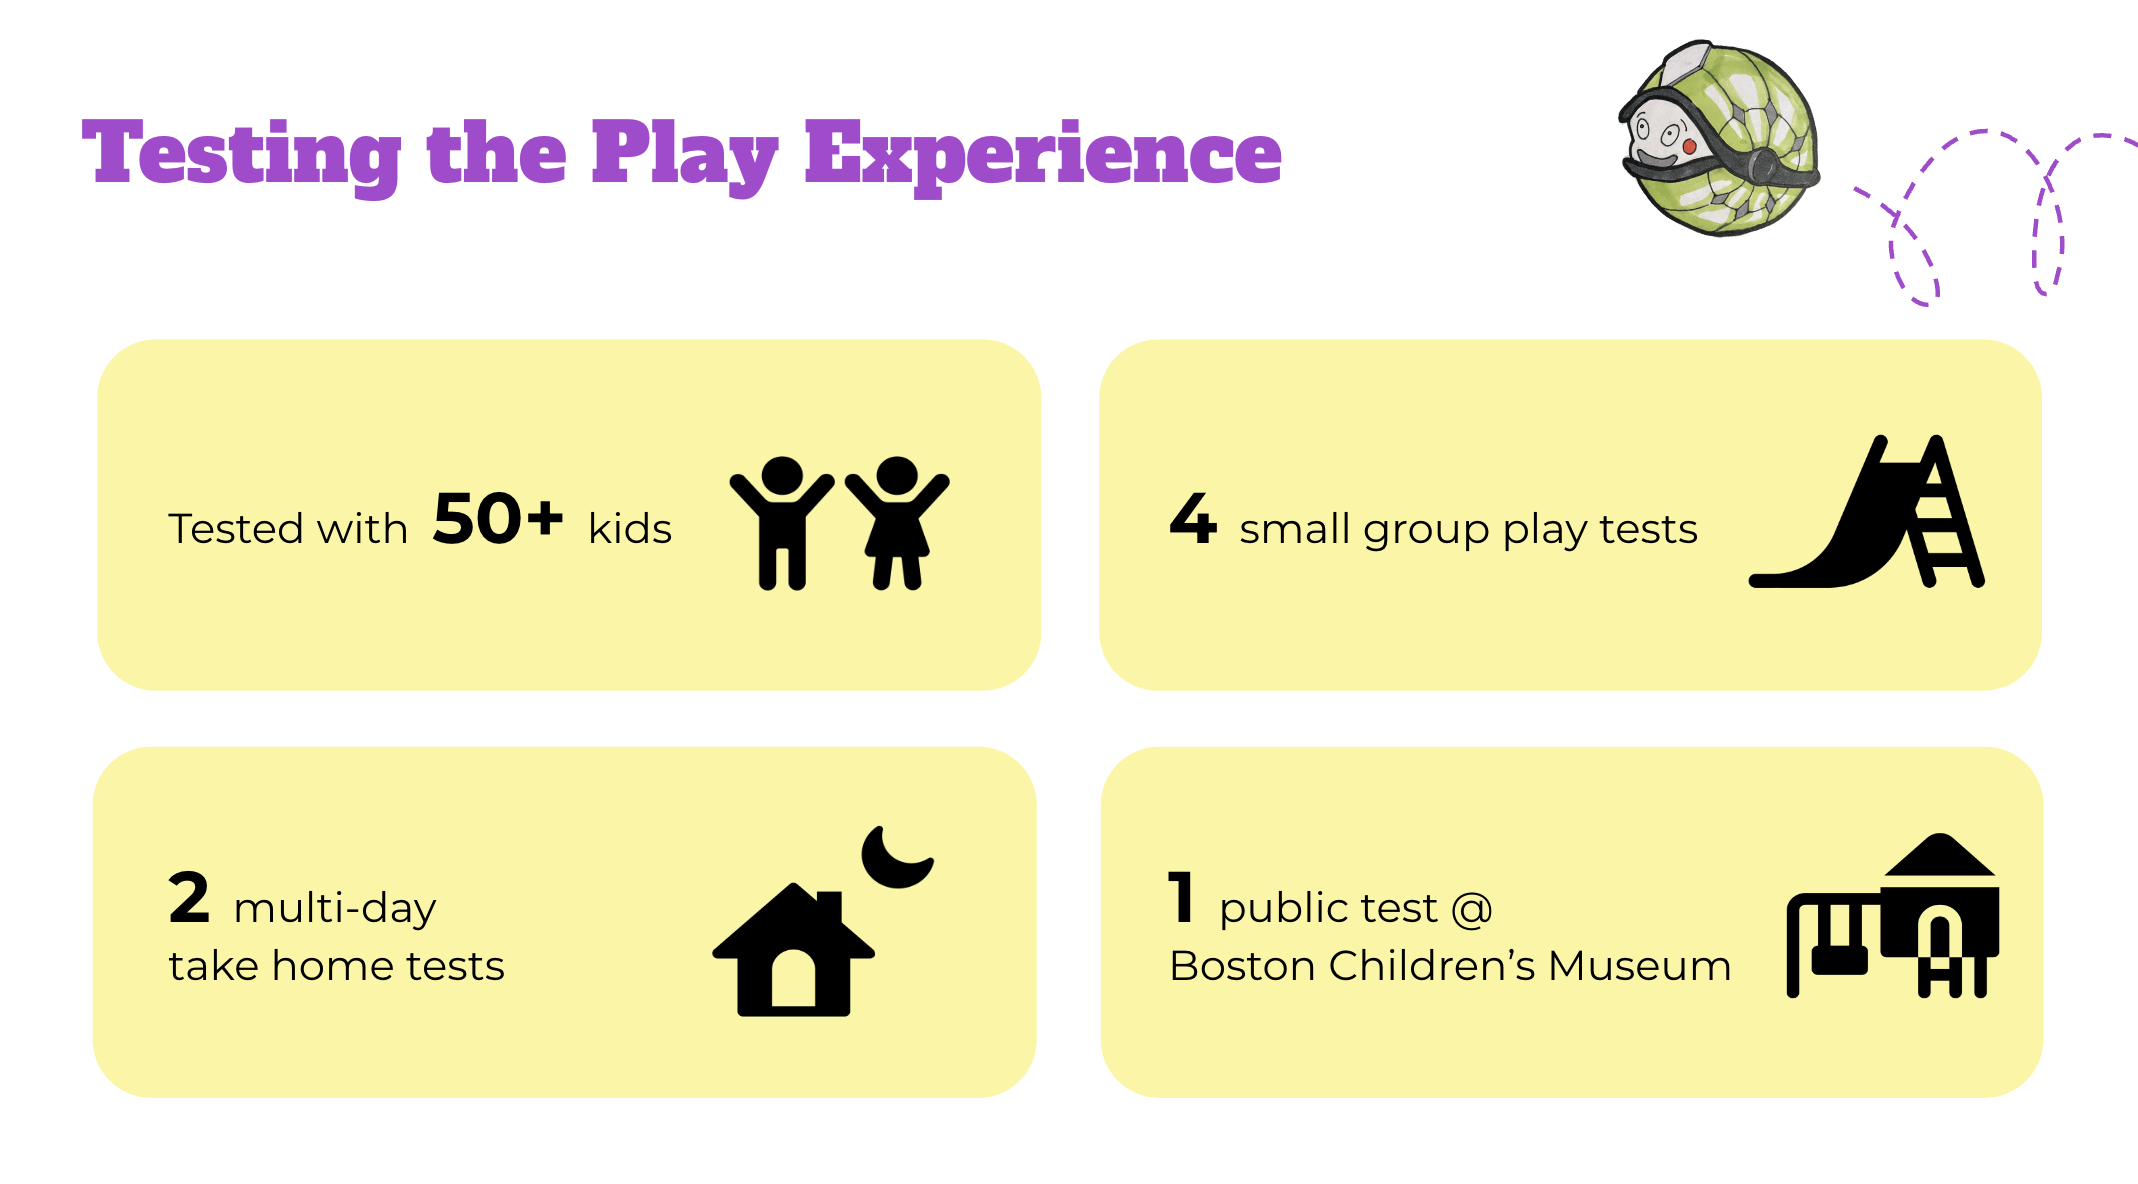 Testing the Play Experience
Tested with 50+ kids
4 small group play tests
2 multi-day
take home tests
1 public test @
Boston Children’s Museum